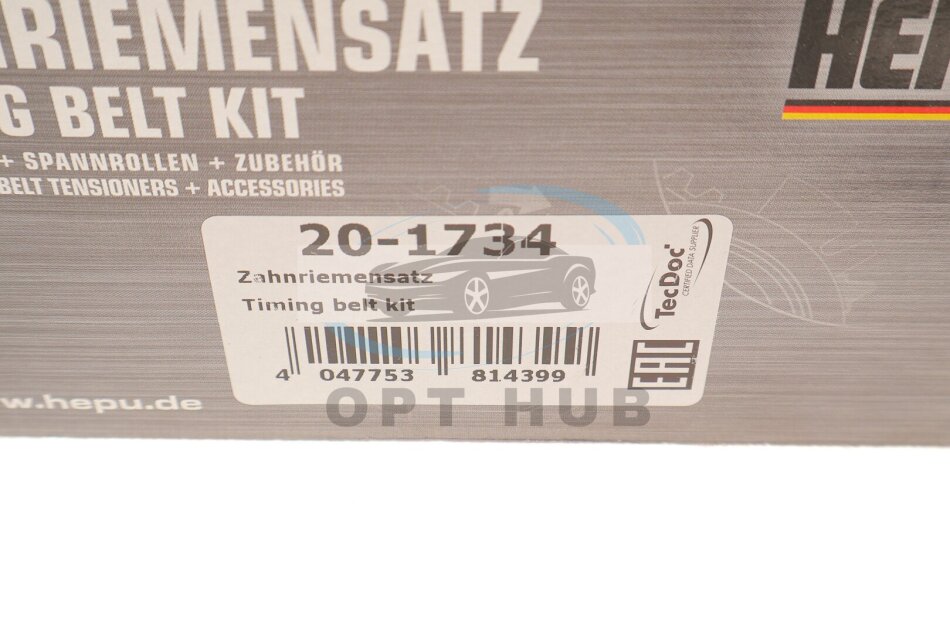 RIEMENSATZ
HEP
G BELT KIT
+ SPANNROLLEN + ZUBEHÖR
BELT TENSIONERS + ACCESSORIES
20-1734
Zahnriemensatz
Timing belt kit
TecDoc
CERTIFIED DATA SUPPLIER
4 047753 814399
EAC
w.hepu.de
OPT HUB